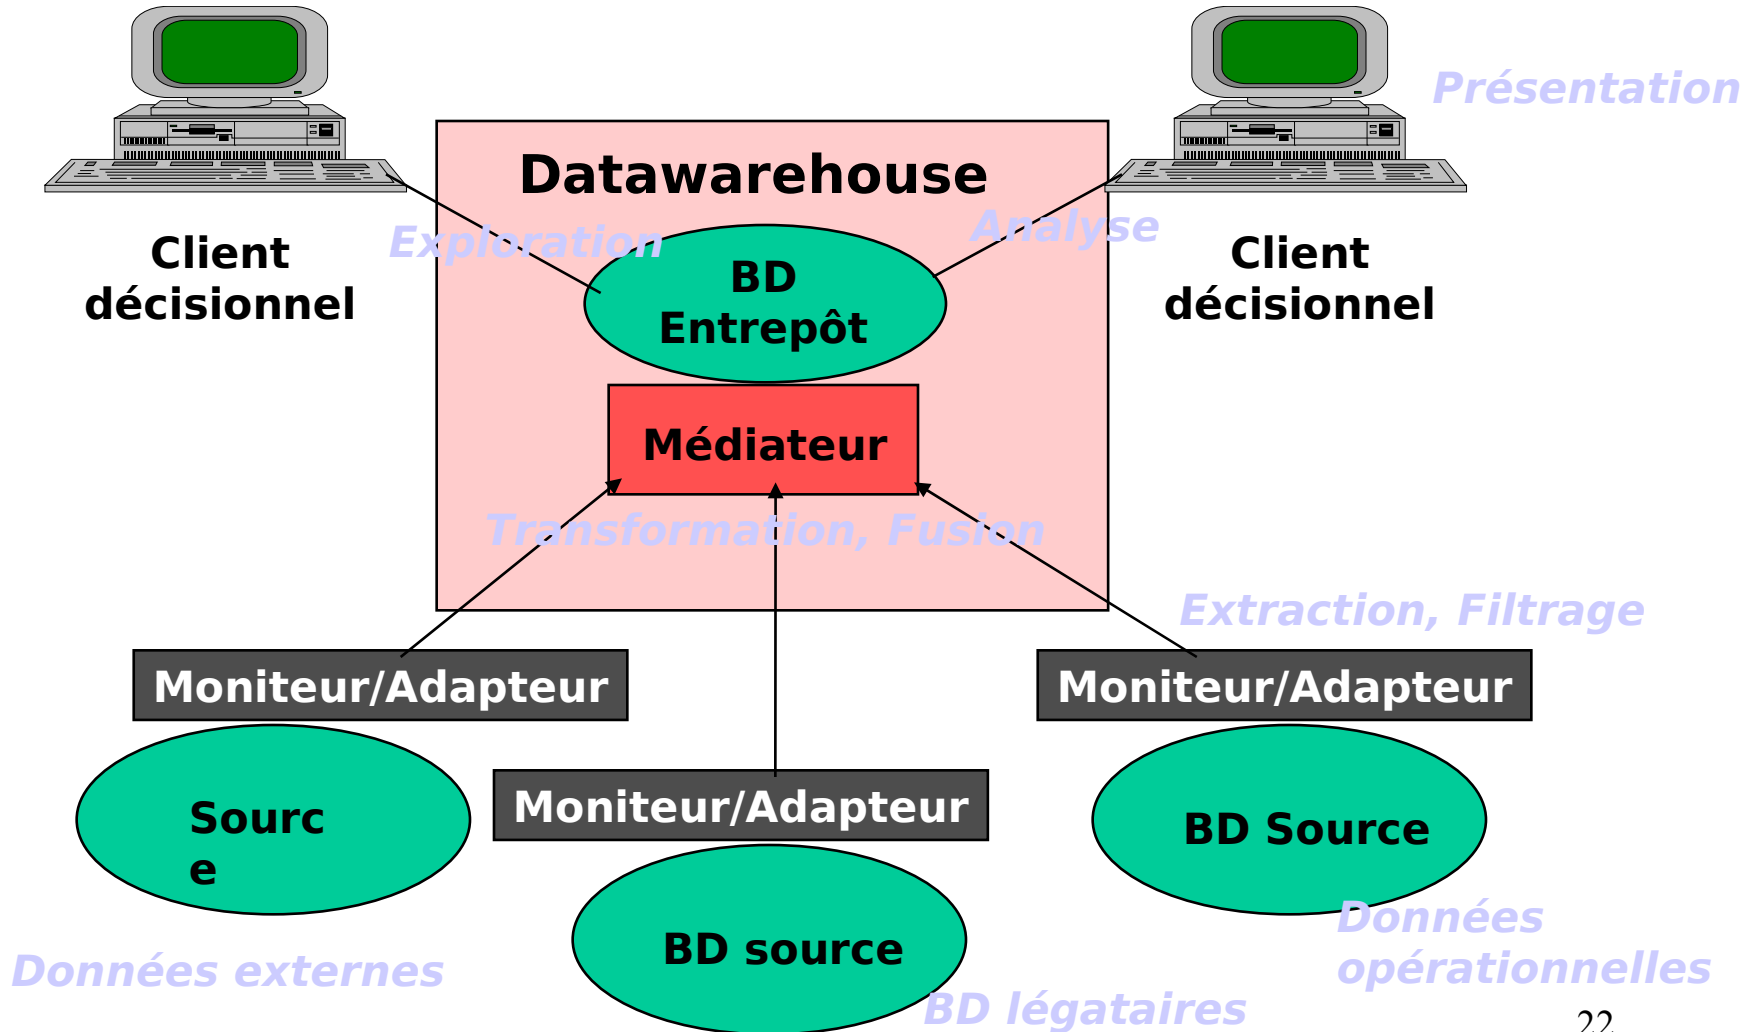 Présentation
Datawarehouse
Exploration
Analyse
Client
décisionnel
Client
décisionnel
BD
Entrepôt
Médiateur
Transformation, Fusion
Extraction, Filtrage
Moniteur/Adapteur
Moniteur/Adapteur
Moniteur/Adapteur
Sourc
e
BD source
BD Source
Données externes
BD légataires
Données
opérationnelles
22